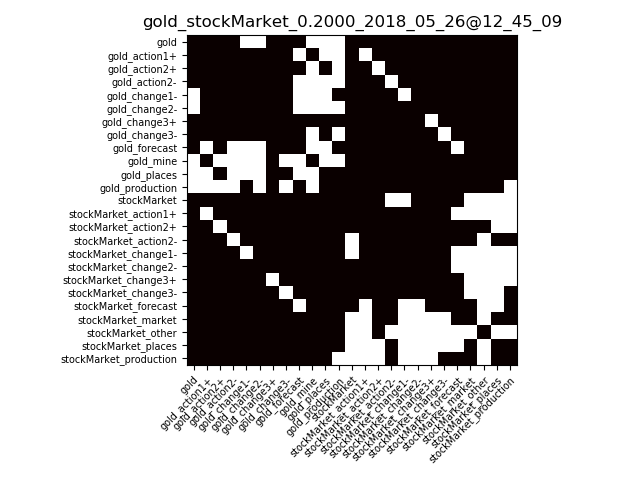 gold_stockMarket_0.2000_2018_05_26@12_45_09
gold
gold_action1+
gold_action2+
gold_action2-
gold_change1-
gold_change2-
gold_change3+
gold_change3-
gold_forecast
gold_mine
gold_places
gold_production
stockMarket
stockMarket_action1+
stockMarket_action2+
stockMarket_action2-
stockMarket_change1-
stockMarket_change2-
stockMarket_change3+
stockMarket_change3-
stockMarket_forecast
stockMarket_market
stockMarket_other
stockMarket_places
stockMarket_production
gold
gold_action1+
gold_action2+
gold_action2-
gold_change1-
gold_change2-
gold_change3+
gold_change3-
gold_forecast
gold_mine
gold_places
gold_production
stockMarket
stockMarket_action1+
stockMarket_action2+
stockMarket_action2-
stockMarket_change1-
stockMarket_change2-
stockMarket_change3+
stockMarket_change3-
stockMarket_forecast
stockMarket_market
stockMarket_other
stockMarket_places
stockMarket_production